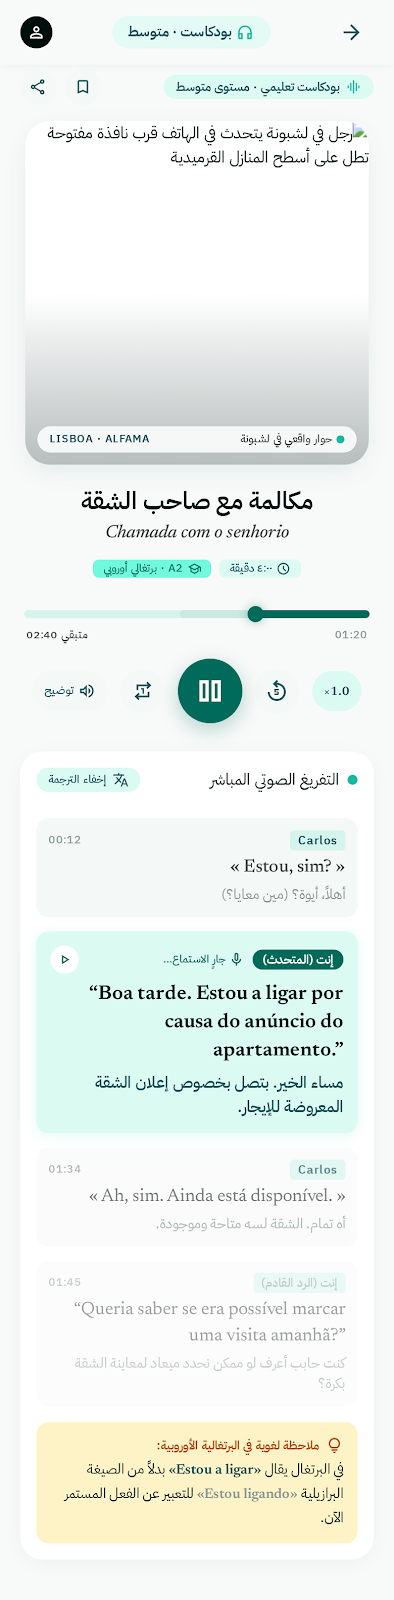 بودكاست · متوسط
بودكاست تعليمي · مستوى متوسط
رجل في لشبونة يتحدث في الهاتف قرب نافذة مفتوحة
تطل على أسطح المنازل القرميدية
حوار واقعي في لشبونة
LISBOA · ALFAMA
مكالمة مع صاحب الشقة
Chamada com o senhorio
٤:٠٠ دقيقة
A2 · برتغالي أوروبي
01:20
متبقي 02:40
×1.0
5
1
توضيح
التفريغ الصوتي المباشر
إخفاء الترجمة
Carlos
00:12
« Estou, sim? »
أهلاً، أيوة؟ (مين معايا؟)
إنت (المتحدث)
جارٍ الاستماع...
“Boa tarde. Estou a ligar por
causa do anúncio do
apartamento.”
مساء الخير. بتصل بخصوص إعلان الشقة
المعروضة للإيجار.
Carlos
01:34
« Ah, sim. Ainda está disponível. »
آه تمام. الشقة لسه متاحة وموجودة.
إنت (الرد القادم)
01:45
“Queria saber se era possível marcar
uma visita amanhã?”
كنت حابب أعرف لو ممكن نحدد ميعاد لمعاينة الشقة
بكرة؟
ملاحظة لغوية في البرتغالية الأوروبية:
في البرتغال يقال «Estou a ligar» بدلاً من الصيغة
البرازيلية «Estou ligando» للتعبير عن الفعل المستمر
الآن.